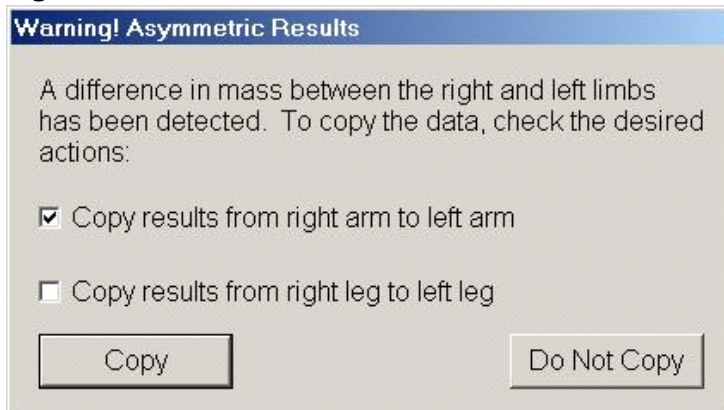 Warning! Asymmetric Results
A difference in mass between the right and left limbs
has been detected. To copy the data, check the desired
actions:
Copy results from right arm to left arm
Copy results from right leg to left leg
Copy
Do Not Copy